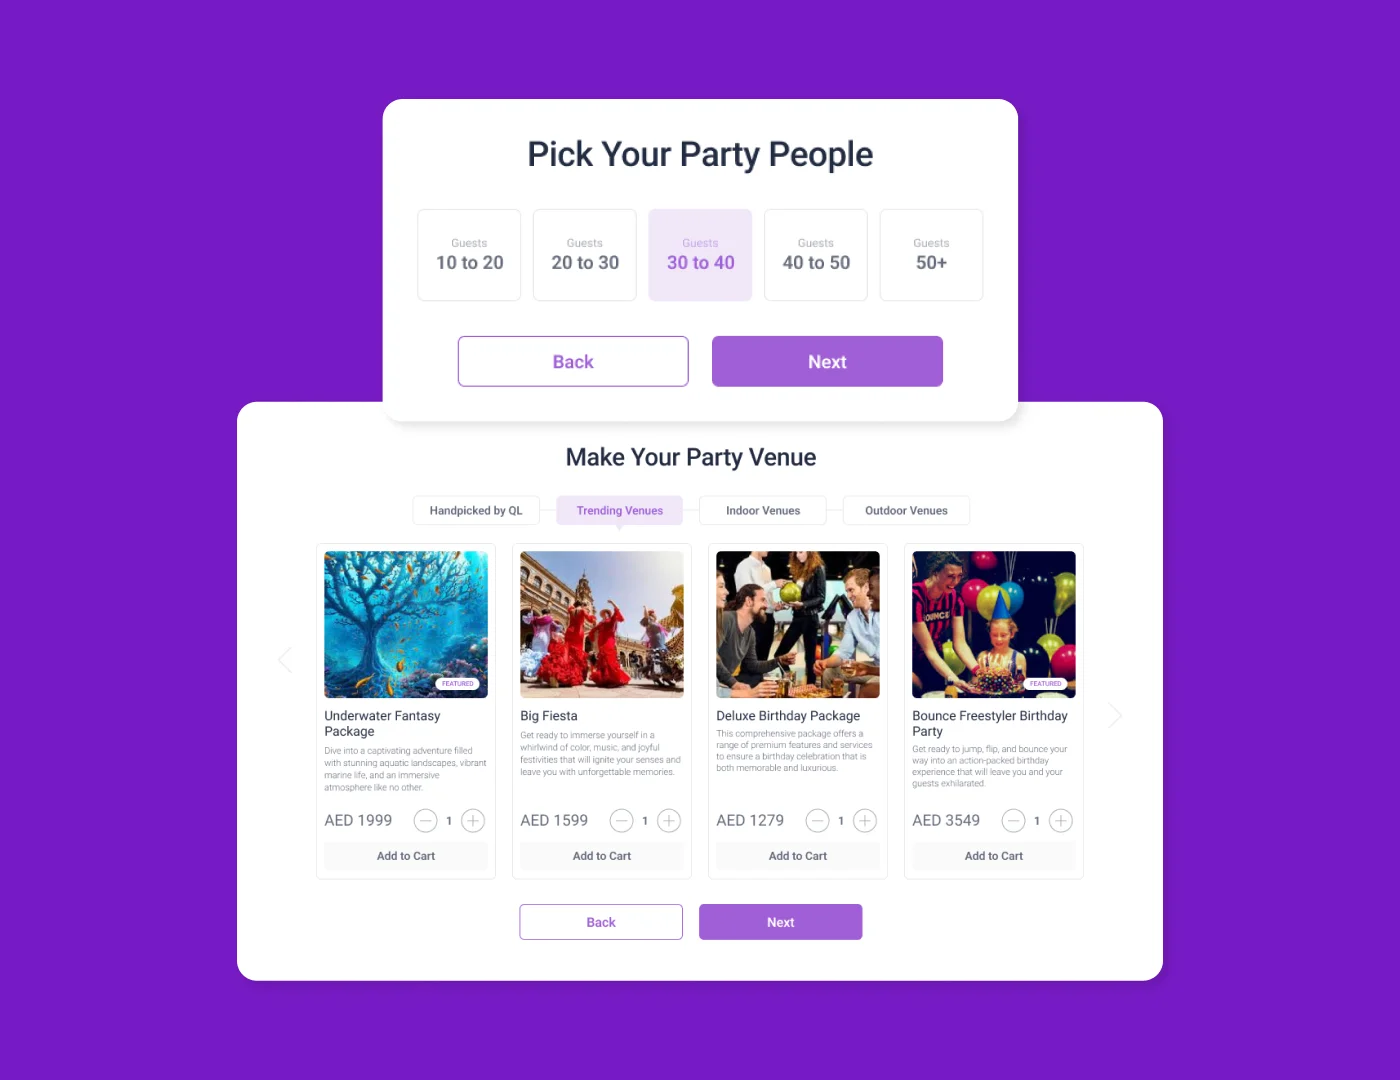 Pick Your Party People
Guests
10 to 20
Guests
20 to 30
Guests
30 to 40
Guests
40 to 50
Guests
50+
Back
Next
Make Your Party Venue
Handpicked by QL
Trending Venues
Indoor Venues
Outdoor Venues
FEATURED
Underwater Fantasy
Package
Dive into a captivating adventure filled
with stunning aquatic landscapes, vibrant
marine life, and an immersive
atmosphere like no other.
AED 1999
1
Add to Cart
Big Fiesta
Get ready to immerse yourself in a
whirlwind of color, music, and joyful
festivities that will ignite your senses and
leave you with unforgettable memories.
AED 1599
1
Add to Cart
Deluxe Birthday Package
This comprehensive package offers a
range of premium features and services
to ensure a birthday celebration that is
both memorable and luxurious.
AED 1279
1
Add to Cart
BOUNCE
FEATURED
Bounce Freestyler Birthday
Party
Get ready to jump, flip, and bounce your
way into an action-packed birthday
experience that will leave you and your
guests exhilarated.
AED 3549
1
Add to Cart
Back
Next